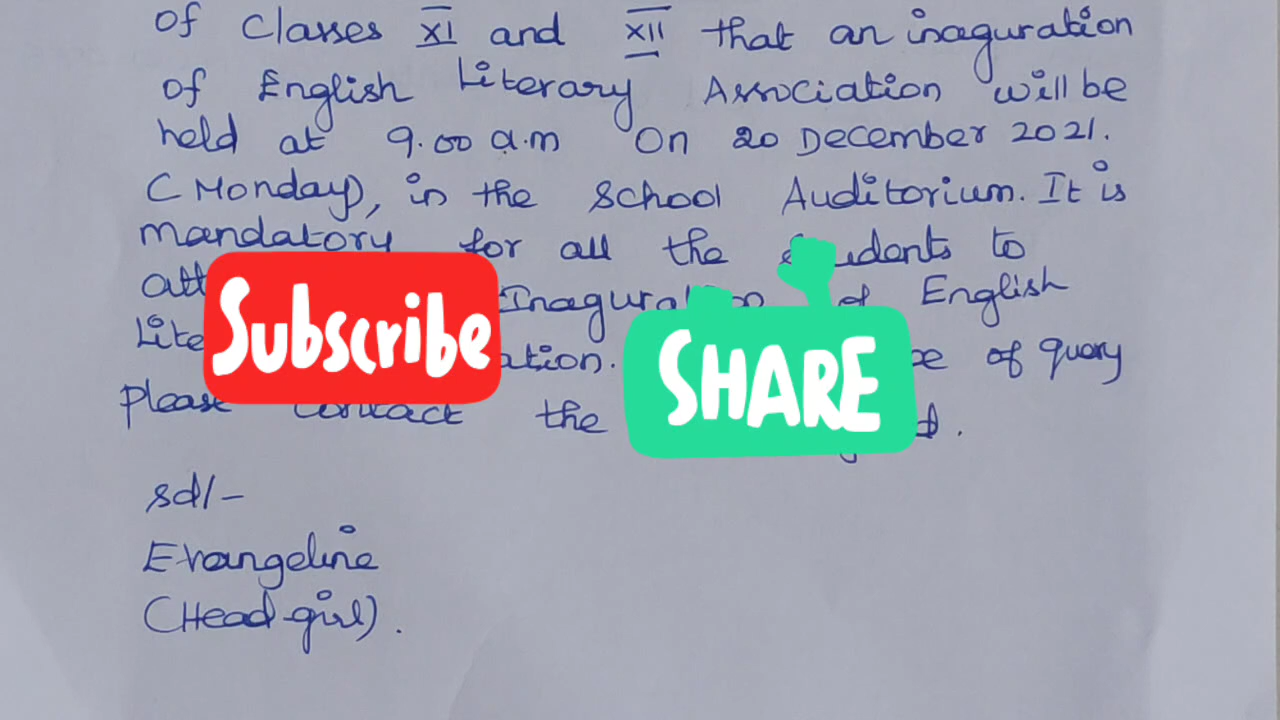 of Classes XI and XII that an inaguration
of English Literary Association will be
held at 9.00 a.m On 20 December 2021.
(Monday), in the School Auditorium. It is
mandatory for all the students to
Inaguration of English
of query
please contact the
Subscribe
SHARE
sd/-
Evangeline
(Head-girl).